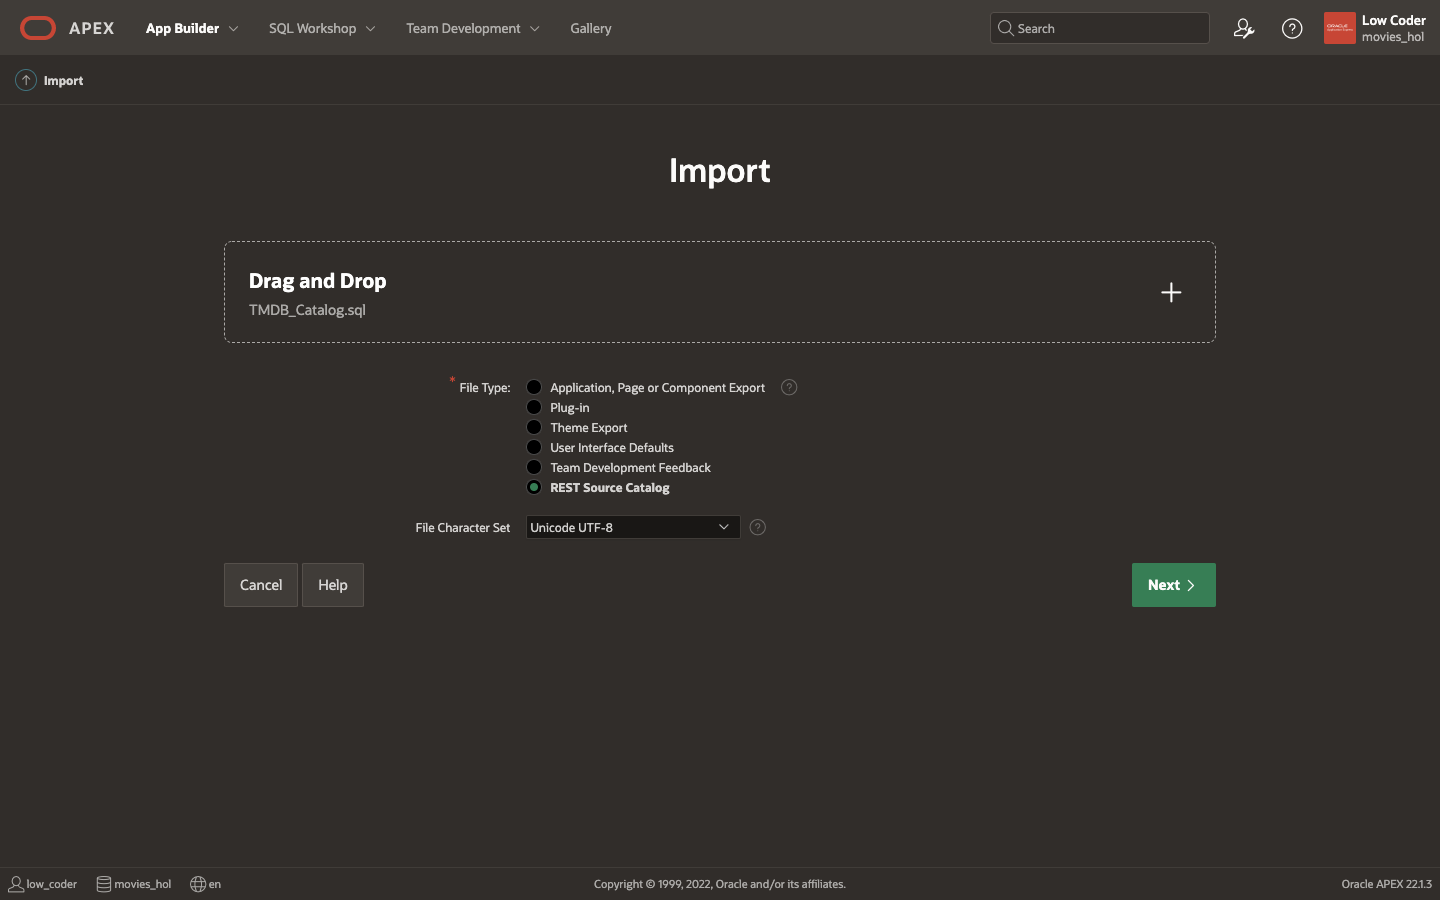 APEX App Builder SQL Workshop Team Development Gallery Search Low Coder
movies_hol
Import
Import
Drag and Drop
TMDB_Catalog.sql
* File Type: Application, Page or Component Export
Plug-in
Theme Export
User Interface Defaults
Team Development Feedback
REST Source Catalog
File Character Set Unicode UTF-8
Cancel Help Next
low_coder movies_hol en Copyright © 1999, 2022, Oracle and/or its affiliates. Oracle APEX 22.1.3